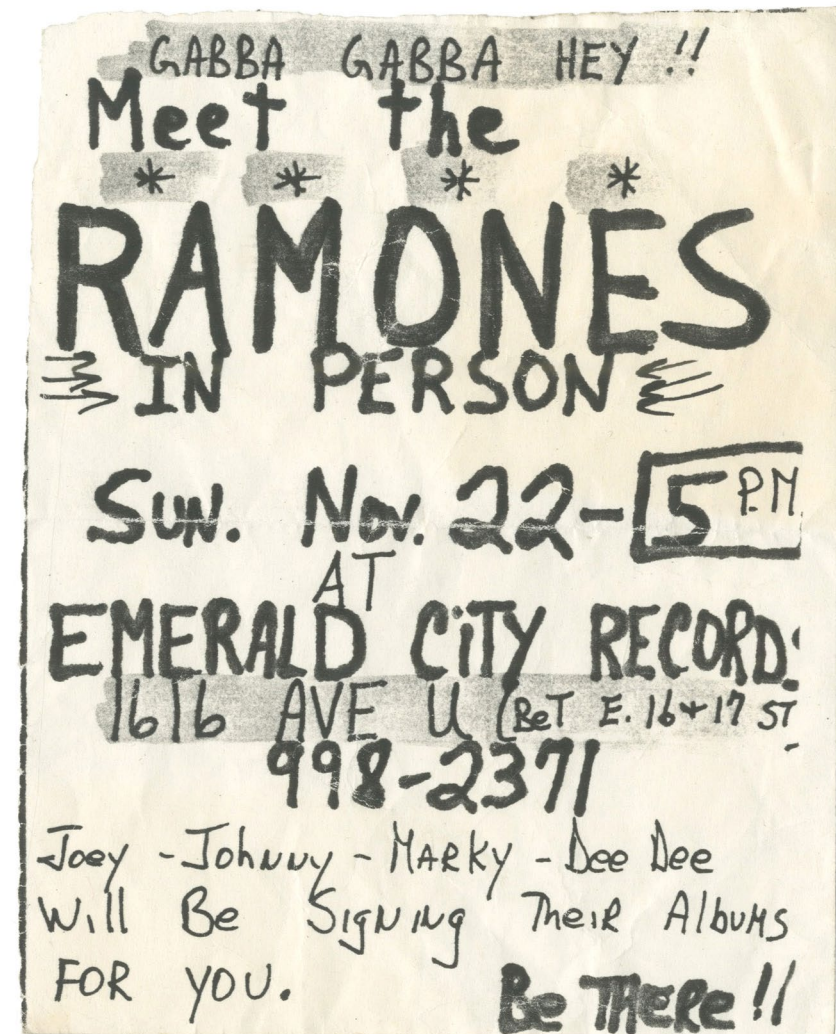 GABBA GABBA HEY !!
Meet the
* * * *
RAMONES
IN PERSON
Sun. Nov. 22 - 5 P.M.
AT
EMERALD CiTY RECORDS
1616 AVE U (BeT E. 16 + 17 ST
998-2371
Joey - Johnny - MARKY - Dee Dee
Will Be SigNiNg TheiR AlbuMs
FOR YOU.
Be THeRe !!